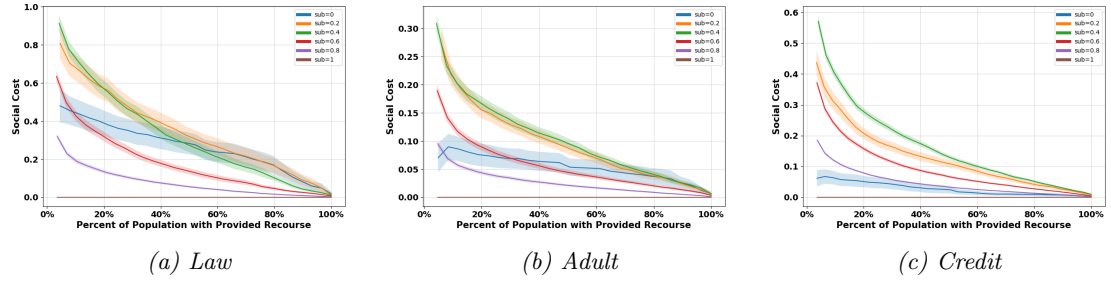 1.0
0.8
0.6
0.4
0.2
0.0
Social Cost
0% 20% 40% 60% 80% 100%
Percent of Population with Provided Recourse
sub=0
sub=0.2
sub=0.4
sub=0.6
sub=0.8
sub=1
(a) Law
0.30
0.25
0.20
0.15
0.10
0.05
0.00
Social Cost
0% 20% 40% 60% 80% 100%
Percent of Population with Provided Recourse
sub=0
sub=0.2
sub=0.4
sub=0.6
sub=0.8
sub=1
(b) Adult
0.6
0.5
0.4
0.3
0.2
0.1
0.0
Social Cost
0% 20% 40% 60% 80% 100%
Percent of Population with Provided Recourse
sub=0
sub=0.2
sub=0.4
sub=0.6
sub=0.8
sub=1
(c) Credit